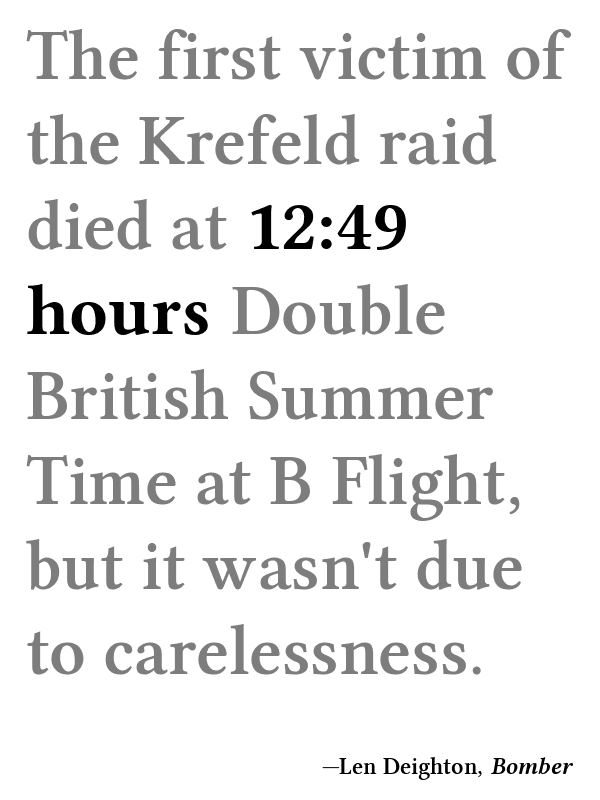 The first victim of
the Krefeld raid
died at 12:49
hours Double
British Summer
Time at B Flight,
but it wasn't due
to carelessness.
—Len Deighton, Bomber